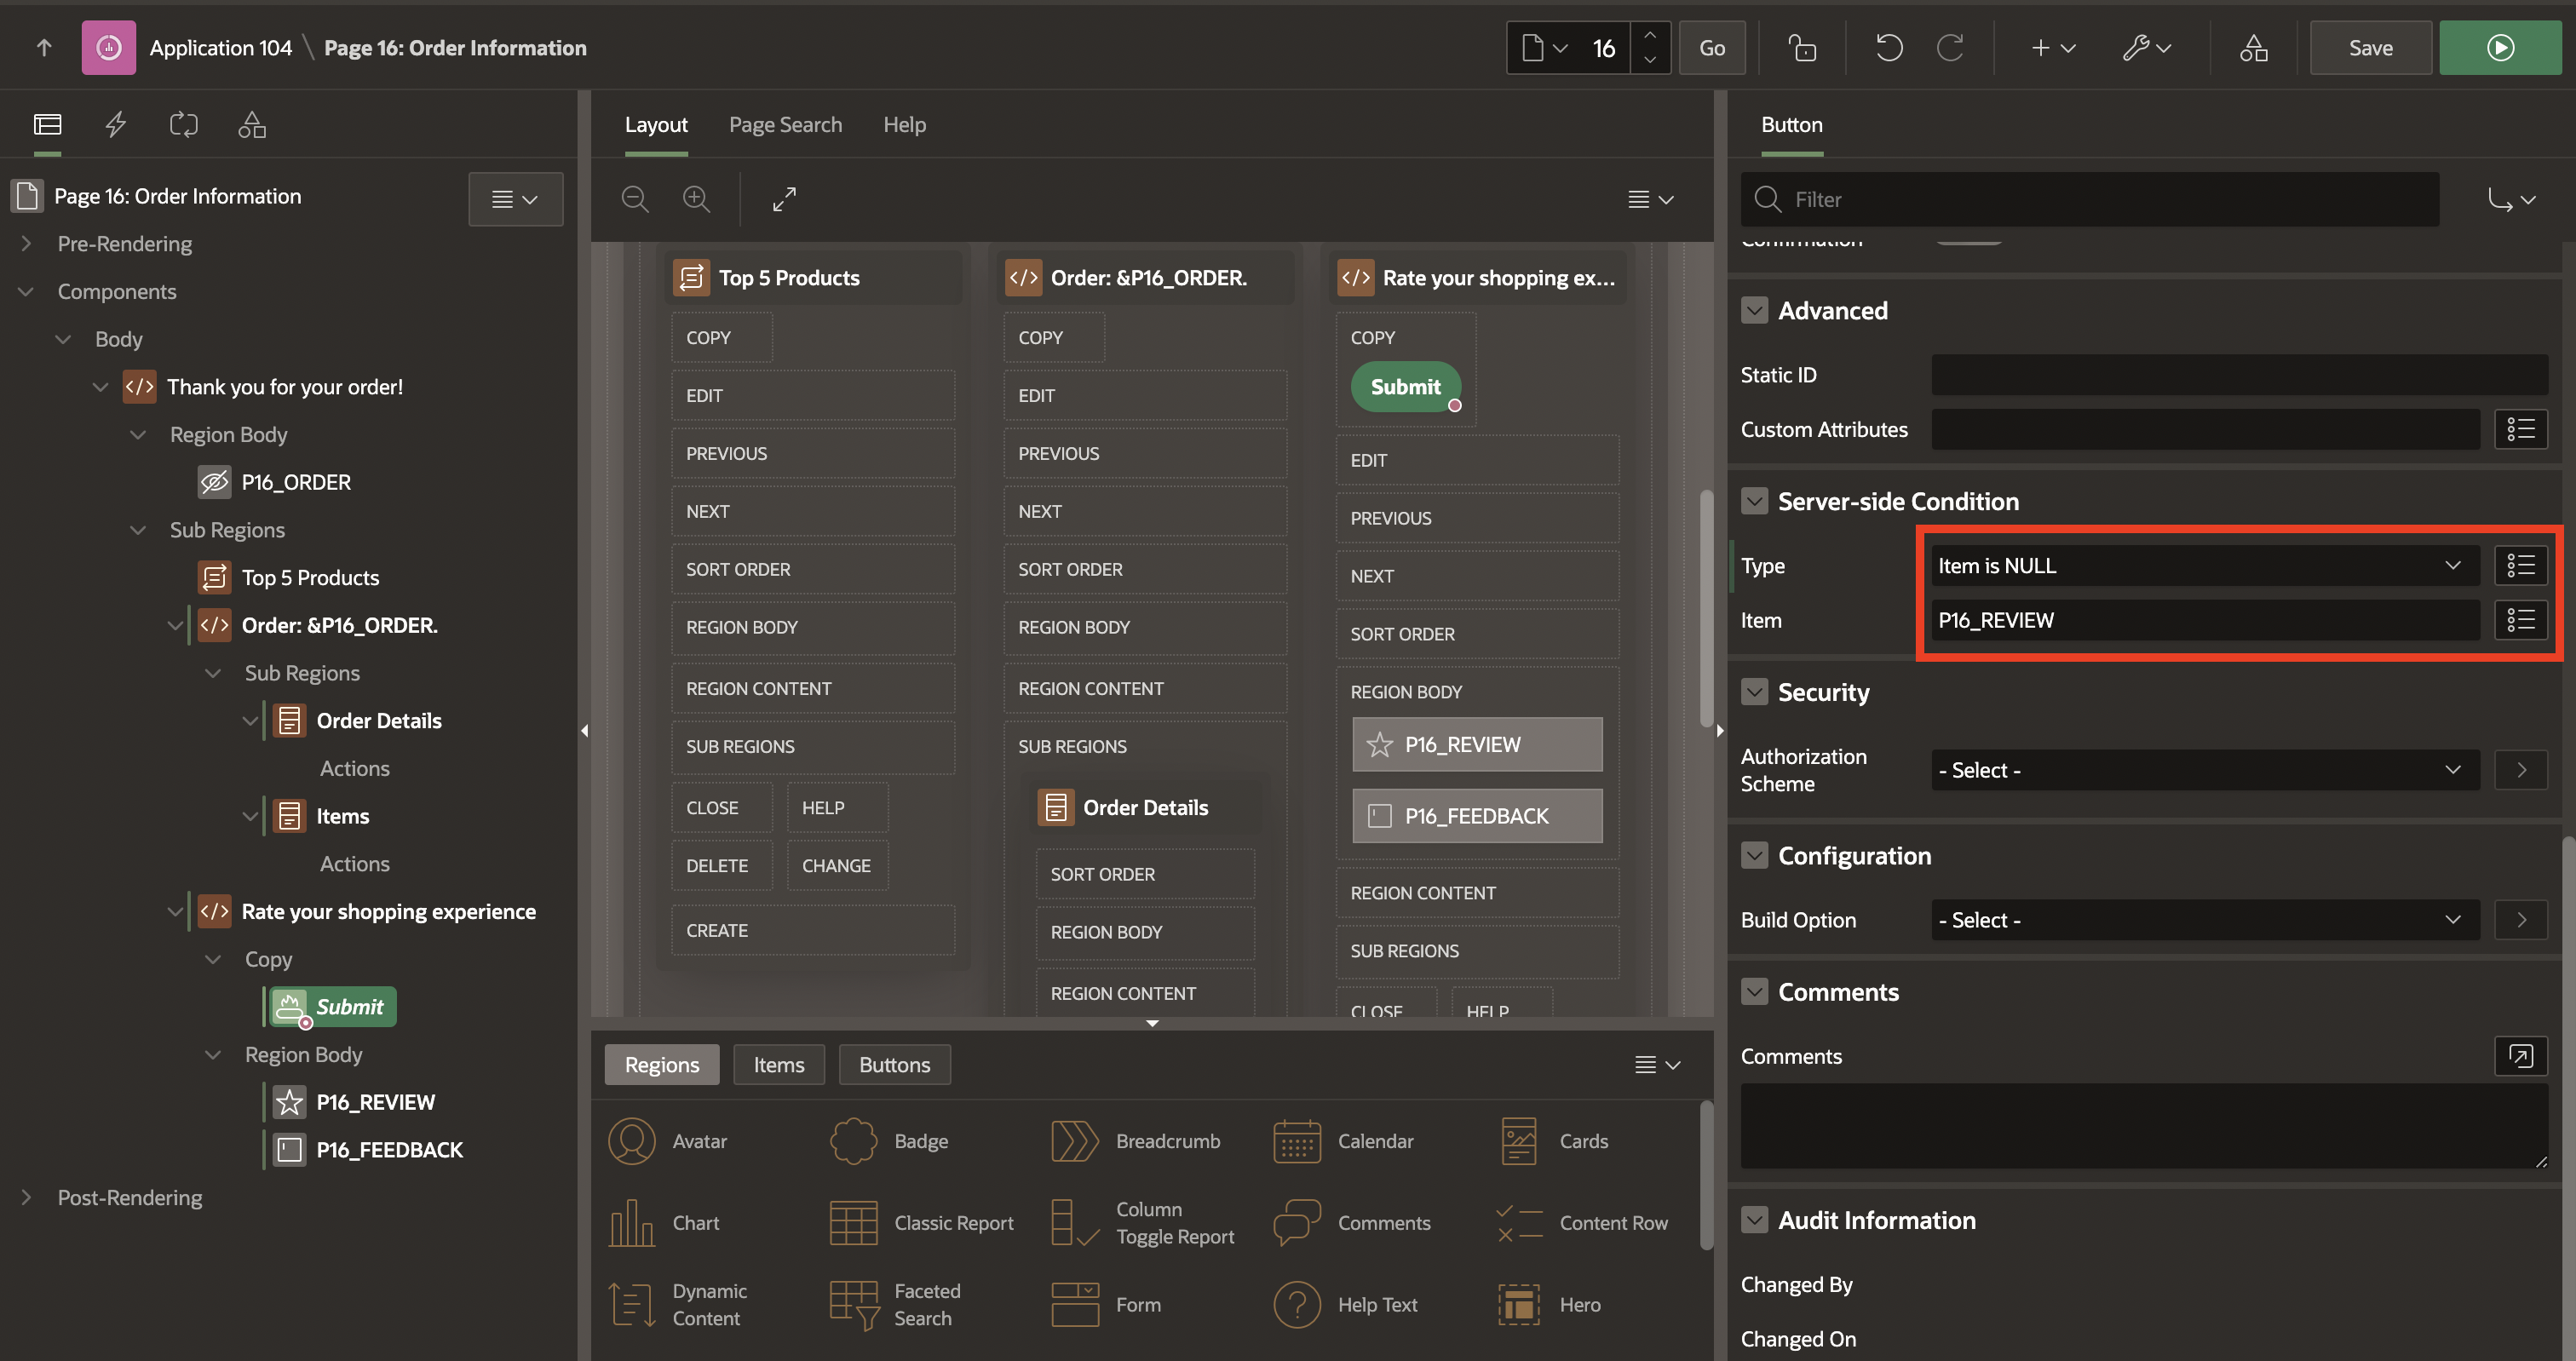 Application 104 \ Page 16: Order Information
16
Go
Save
Page 16: Order Information
Pre-Rendering
Components
Body
Thank you for your order!
Region Body
P16_ORDER
Sub Regions
Top 5 Products
Order: &P16_ORDER.
Sub Regions
Order Details
Actions
Items
Actions
Rate your shopping experience
Copy
Submit
Region Body
P16_REVIEW
P16_FEEDBACK
Post-Rendering
Layout
Page Search
Help
Top 5 Products
COPY
EDIT
PREVIOUS
NEXT
SORT ORDER
REGION BODY
REGION CONTENT
SUB REGIONS
CLOSE
HELP
DELETE
CHANGE
CREATE
Order: &P16_ORDER.
COPY
EDIT
PREVIOUS
NEXT
SORT ORDER
REGION BODY
REGION CONTENT
SUB REGIONS
Order Details
SORT ORDER
REGION BODY
REGION CONTENT
Rate your shopping ex...
COPY
Submit
EDIT
PREVIOUS
NEXT
SORT ORDER
REGION BODY
P16_REVIEW
P16_FEEDBACK
REGION CONTENT
SUB REGIONS
CLOSE
HELP
Regions
Items
Buttons
Avatar
Badge
Breadcrumb
Calendar
Cards
Chart
Classic Report
Column
Toggle Report
Comments
Content Row
Dynamic
Content
Faceted
Search
Form
Help Text
Hero
Button
Filter
Confirmation
Advanced
Static ID
Custom Attributes
Server-side Condition
Type
Item is NULL
Item
P16_REVIEW
Security
Authorization
Scheme
- Select -
Configuration
Build Option
- Select -
Comments
Comments
Audit Information
Changed By
Changed On